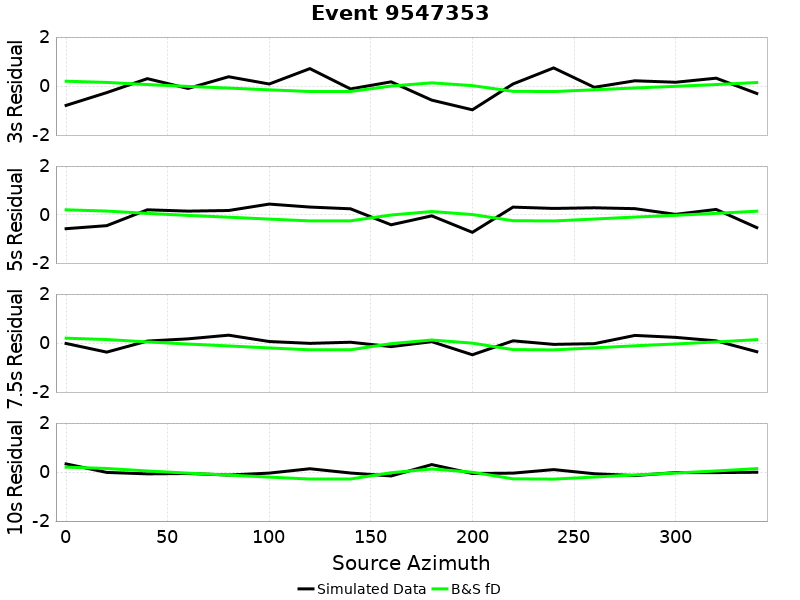 Event 9547353
3s Residual
2
0
-2
5s Residual
2
0
-2
7.5s Residual
2
0
-2
10s Residual
2
0
-2
0 50 100 150 200 250 300
Source Azimuth
Simulated Data B&S fD